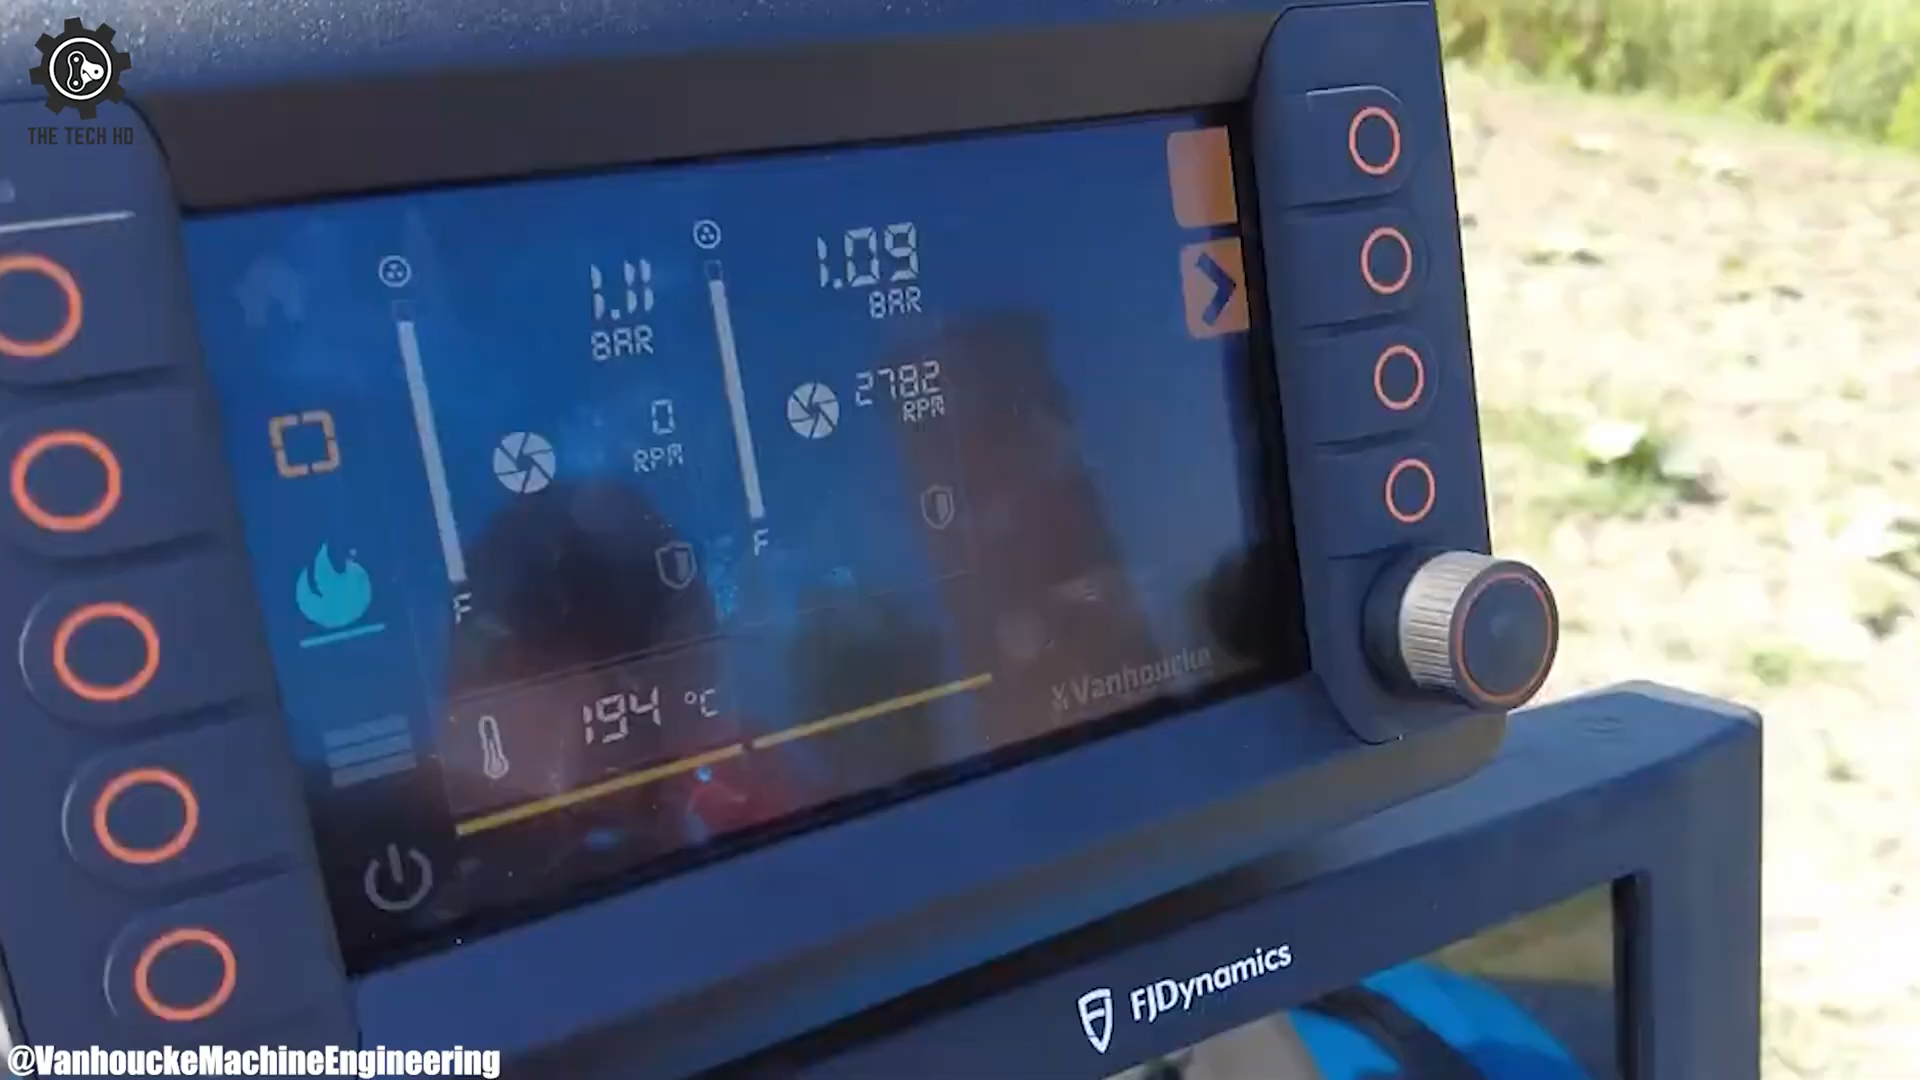 THE TECH HD
1.11
BAR
1.09
BAR
0
RPM
2782
RPM
F
F
194 °C
Vanhoucke
FJDynamics
@VanhouckeMachineEngineering